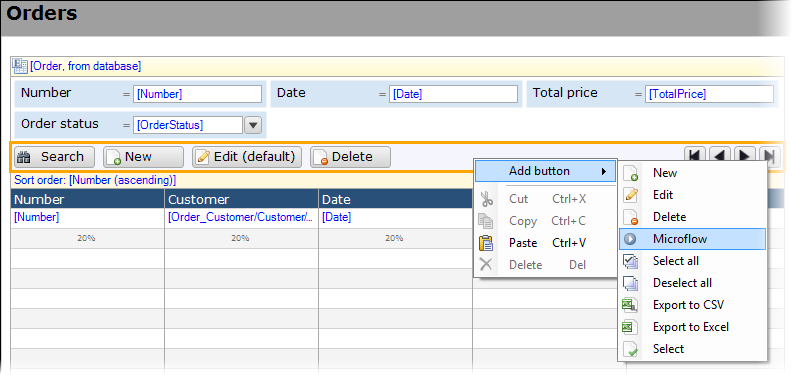 Orders
[Order, from database]
Number = [Number] Date = [Date] Total price = [TotalPrice]
Order status = [OrderStatus]
Search New Edit (default) Delete
Sort order: [Number (ascending)]
Number Customer Date
[Number] [Order_Customer/Customer/... [Date]
20% 20% 20%
Add button
Cut Ctrl+X
Copy Ctrl+C
Paste Ctrl+V
Delete Del
New
Edit
Delete
Microflow
Select all
Deselect all
Export to CSV
Export to Excel
Select